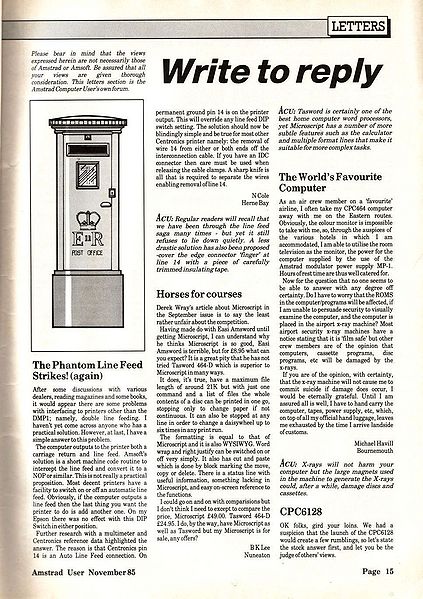 LETTERS
Please bear in mind that the views
expressed herein are not necessarily those
of Amstrad or Amsoft. Be assured that all
your views are given thorough
consideration. This letters section is the
Amstrad Computer User's own forum.
Write to reply
E II R
POST OFFICE
The Phantom Line Feed
Strikes! (again)
After some discussions with various
dealers, reading magazines and some books,
it would appear there are some problems
with interfacing to printers other than the
DMP1; namely, double line feeding. I
haven't yet come across anyone who has a
practical solution. However, at last, I have a
simple answer to this problem.
The computer outputs to the printer both a
carriage return and line feed. Amsoft's
solution is a short machine code routine to
intercept the line feed and convert it to a
NOP or similar. This is not really a practical
proposition. Most decent printers have a
facility to switch on or off an automatic line
feed. Obviously, if the computer outputs a
line feed then the last thing you want the
printer to do is add another one. On my
Epson there was no effect with this DIP
Switch in either position.
Further research with a multimeter and
Centronics reference data highlighted the
answer. The reason is that Centronics pin
14 is an Auto Line Feed connection. On
permanent ground pin 14 is on the printer
output. This will override any line feed DIP
switch setting. The solution should now be
blindingly simple and be true for most other
Centronics printer namely; the removal of
wire 14 from either or both ends off the
interconnection cable. If you have an IDC
connector then care must be used when
releasing the cable clamps. A sharp knife is
all that is required to separate the wires
enabling removal of line 14.
N Cole
Herne Bay
ACU: Regular readers will recall that
we have been through the line feed
saga many times - but yet it still
refuses to lie down quietly. A less
drastic solution has also been proposed
-cover the edge connector 'finger' at
line 14 with a piece of carefully
trimmed insulating tape.
Horses for courses
Derek Wray's article about Microscript in
the September issue is to say the least
rather unfair about the competition.
Having made do with Easi Amsword until
getting Microscript, I can understand why
he thinks Microscript is so good, Easi
Amsword is terrible, but for £8.95 what can
you expect? It is a great pity that he has not
tried Tasword 464-D which is superior to
Microscript in many ways.
It does, it's true, have a maximum file
length of around 21K but with just one
command and a list of files the whole
contents of a disc can be printed in one go,
stopping only to change paper if not
continuous. It can also be stopped at any
line in order to change a daisywheel up to
six times in any print run.
The formatting is equal to that of
Microscript and it is also WYSIWYG. Word
wrap and right justify can be switched on or
off very simply. It also has cut and paste
which is done by block marking the move,
copy or delete. There is a status line with
useful information, something lacking in
Microscript, and easy on-screen reference to
the functions.
I could go on and on with comparisions but
I don't think I need to except to compare the
price, Microscript £49.00. Tasword 464-D
£24.95. I do, by the way, have Microscript as
well as Tasword but my Microscript is for
sale, any offers?
B K Lee
Nuneaton
ACU: Tasword is certainly one of the
best home computer word processors,
yet Microscript has a number of more
subtle features such as the calculator
and multiple format lines that make it
suitable for more complex tasks.
The World's Favourite
Computer
As an air crew member on a 'favourite'
airline, I often take my CPC464 computer
away with me on the Eastern routes.
Obviously, the colour monitor is impossible
to take with me, so, through the auspices of
the various hotels in which I am
accommodated, I am able to utilise the room
television as the monitor, the power for the
computer supplied by the use of the
Amstrad modulator power supply MP-1.
Hours of rest time are thus well catered for.
Now for the question that no one seems to
be able to answer with any degree off
certainty. Do I have to worry that the ROMS
in the computer/programs will be affected, if
I am unable to persuade security to visually
examine the computer, and the computer is
placed in the airport x-ray machine? Most
airport security x-ray machines have a
notice stating that it is 'film safe' but other
crew members are of the opinion that
computers, cassette programs, disc
programs, etc will be damaged by the
x-rays.
If you are of the opinion, with certainty,
that the x-ray machine will not cause me to
commit suicide if damage does occur, I
would be eternally grateful. Until I am
assured all is well, I have to hand carry the
computer, tapes, power supply, etc, which,
on top of all my official hand luggage, leaves
me exhausted by the time I arrive landside
of customs.
Michael Havill
Bournemouth
ACU: X-rays will not harm your
computer but the large magnets used
in the machine to generate the X-rays
could, after a while, damage discs and
cassettes.
CPC6128
OK folks, gird your loins. We had a
suspicion that the launch of the CPC6128
would create a few rumblings, so let's state
the stock answer first, and let you be the
judge of others' views.
Amstrad User November 85
Page 15